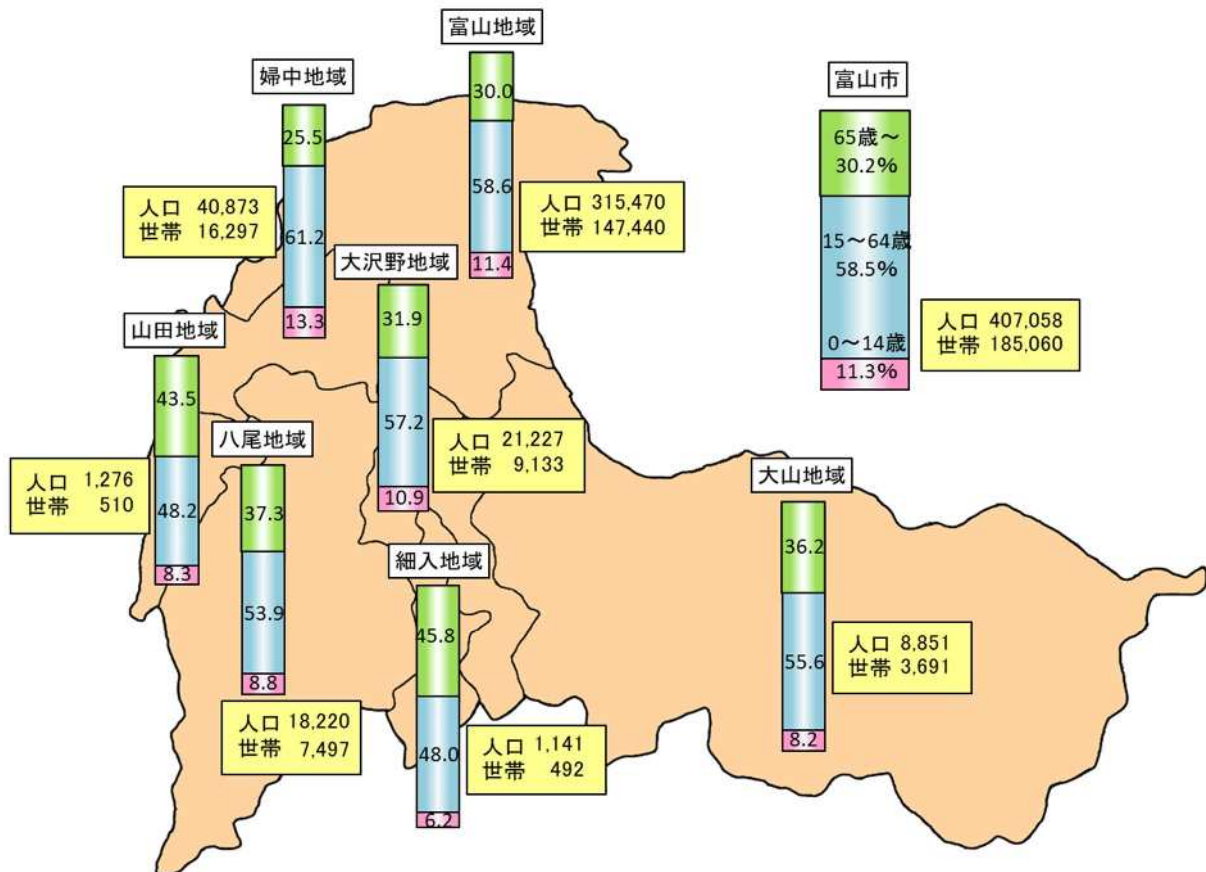 富山地域
30.0
58.6
11.4
人口 315,470
世帯 147,440
婦中地域
25.5
61.2
13.3
人口 40,873
世帯 16,297
富山市
65歳～
30.2%
15～64歳
58.5%
0～14歳
11.3%
人口 407,058
世帯 185,060
大沢野地域
31.9
57.2
10.9
人口 21,227
世帯 9,133
山田地域
43.5
48.2
8.3
人口 1,276
世帯 510
八尾地域
37.3
53.9
8.8
人口 18,220
世帯 7,497
細入地域
45.8
48.0
6.2
人口 1,141
世帯 492
大山地域
36.2
55.6
8.2
人口 8,851
世帯 3,691